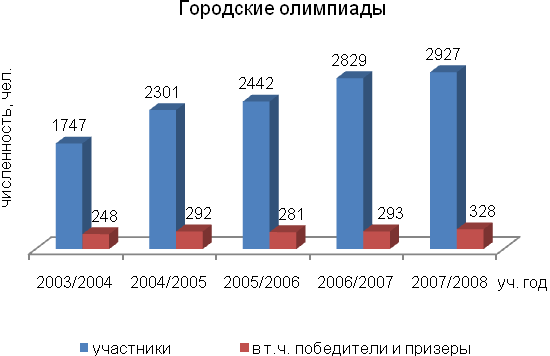 Городские олимпиады
численность, чел.
1747
248
2301
292
2442
281
2829
293
2927
328
2003/2004 2004/2005 2005/2006 2006/2007 2007/2008 уч. год
участники в т.ч. победители и призеры